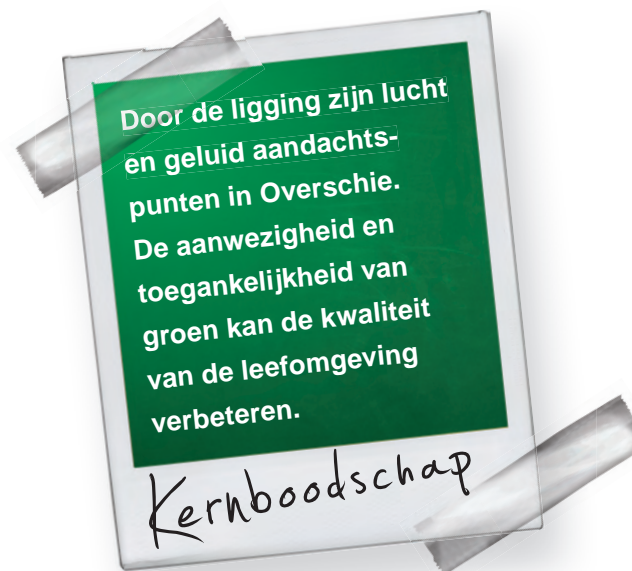 Door de ligging zijn lucht
en geluid aandachts-
punten in Overschie.
De aanwezigheid en
toegankelijkheid van
groen kan de kwaliteit
van de leefomgeving
verbeteren.
Kernboodschap